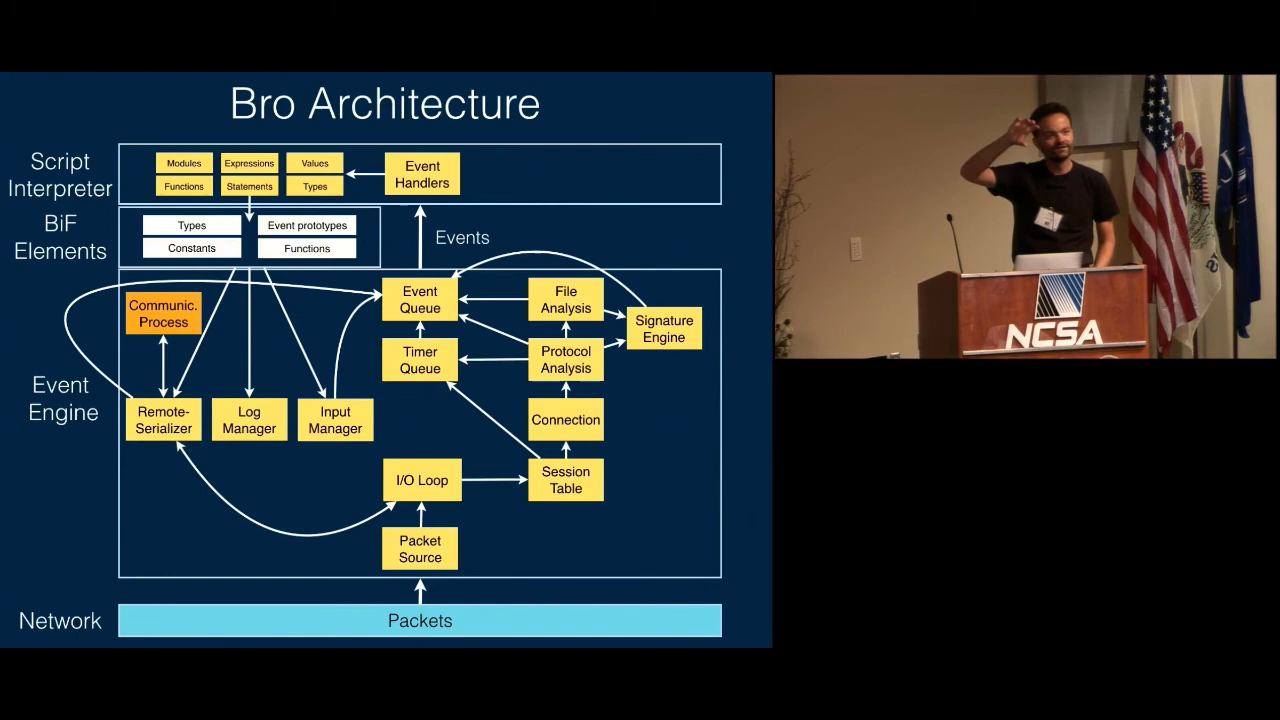 Bro Architecture
Script
Interpreter
Modules
Expressions
Values
Functions
Statements
Types
Event
Handlers
BiF
Elements
Types
Event prototypes
Constants
Functions
Events
Event
Engine
Communic.
Process
Event
Queue
File
Analysis
Signature
Engine
Timer
Queue
Protocol
Analysis
Remote-
Serializer
Log
Manager
Input
Manager
Connection
I/O Loop
Session
Table
Packet
Source
Network
Packets
NCSA